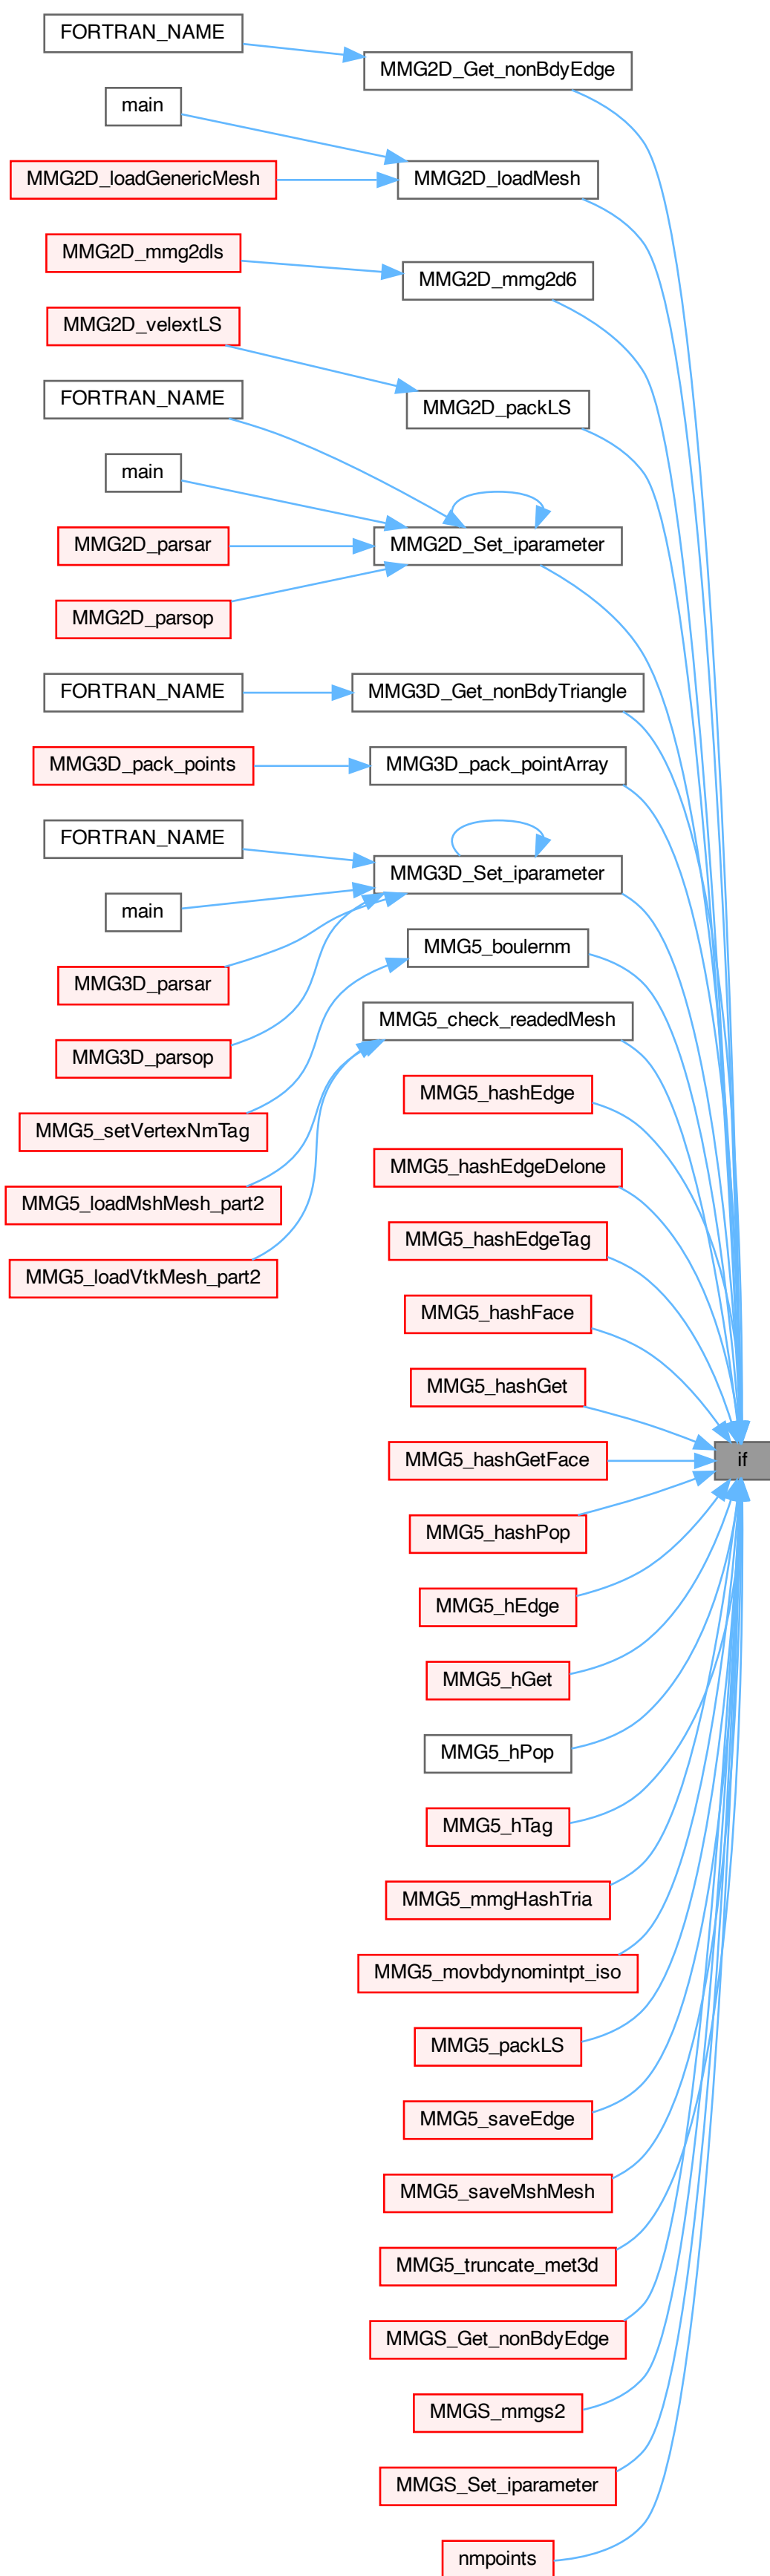 FORTRAN_NAME
MMG2D_Get_nonBdyEdge
main
MMG2D_loadGenericMesh
MMG2D_loadMesh
MMG2D_mmg2dls
MMG2D_mmg2d6
MMG2D_velextLS
FORTRAN_NAME
MMG2D_packLS
main
MMG2D_parsar
MMG2D_Set_iparameter
MMG2D_parsop
FORTRAN_NAME
MMG3D_Get_nonBdyTriangle
MMG3D_pack_points
MMG3D_pack_pointArray
FORTRAN_NAME
MMG3D_Set_iparameter
main
MMG5_boulernm
MMG3D_parsar
MMG5_check_readedMesh
MMG3D_parsop
MMG5_hashEdge
MMG5_setVertexNmTag
MMG5_hashEdgeDelone
MMG5_loadMshMesh_part2
MMG5_hashEdgeTag
MMG5_loadVtkMesh_part2
MMG5_hashFace
MMG5_hashGet
MMG5_hashGetFace
if
MMG5_hashPop
MMG5_hEdge
MMG5_hGet
MMG5_hPop
MMG5_hTag
MMG5_mmgHashTria
MMG5_movbdynomintpt_iso
MMG5_packLS
MMG5_saveEdge
MMG5_saveMshMesh
MMG5_truncate_met3d
MMGS_Get_nonBdyEdge
MMGS_mmgs2
MMGS_Set_iparameter
nmpoints